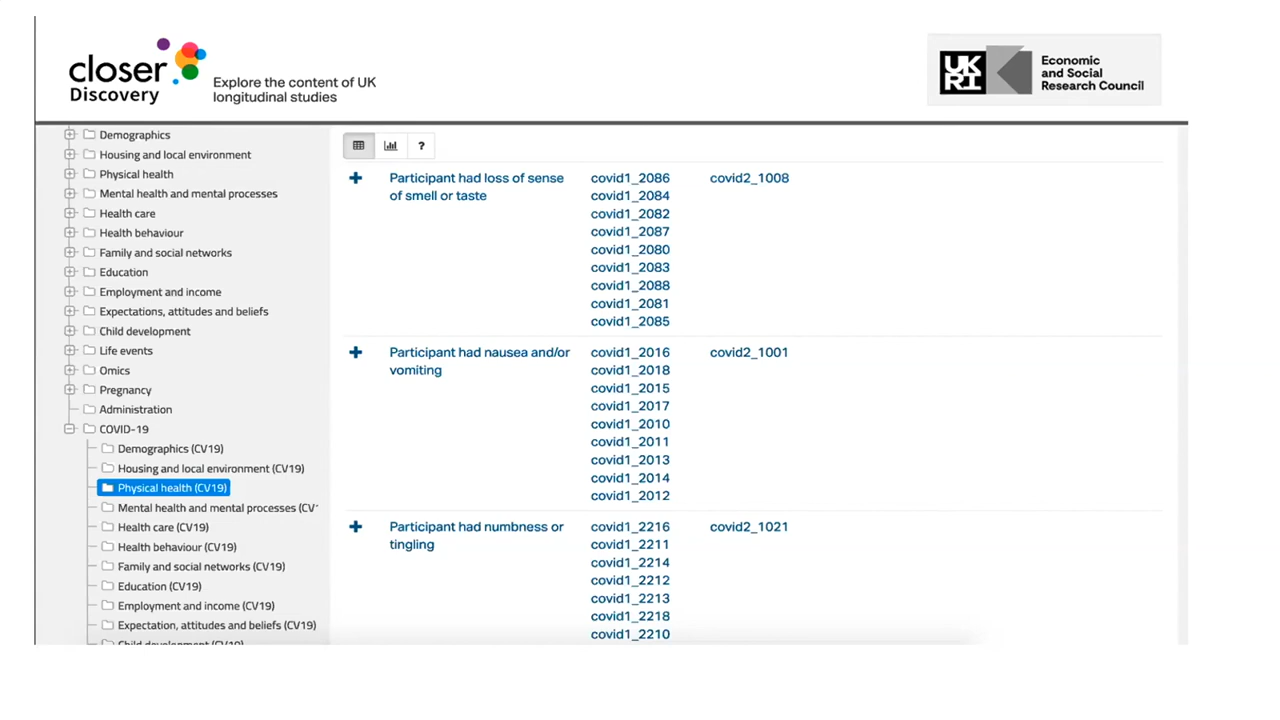 closer
Discovery
Explore the content of UK
longitudinal studies
UK
RI
Economic
and Social
Research Council
Demographics
Housing and local environment
Physical health
Mental health and mental processes
Health care
Health behaviour
Family and social networks
Education
Employment and income
Expectations, attitudes and beliefs
Child development
Life events
Omics
Pregnancy
Administration
COVID-19
Demographics (CV19)
Housing and local environment (CV19)
Physical health (CV19)
Mental health and mental processes (CV
Health care (CV19)
Health behaviour (CV19)
Family and social networks (CV19)
Education (CV19)
Employment and income (CV19)
Expectation, attitudes and beliefs (CV19)
Child development (CV19)
?
Participant had loss of sense covid1_2086 covid2_1008
of smell or taste covid1_2084
covid1_2082
covid1_2087
covid1_2080
covid1_2083
covid1_2088
covid1_2081
covid1_2085
Participant had nausea and/or covid1_2016 covid2_1001
vomiting covid1_2018
covid1_2015
covid1_2017
covid1_2010
covid1_2011
covid1_2013
covid1_2014
covid1_2012
Participant had numbness or covid1_2216 covid2_1021
tingling covid1_2211
covid1_2214
covid1_2212
covid1_2213
covid1_2218
covid1_2210